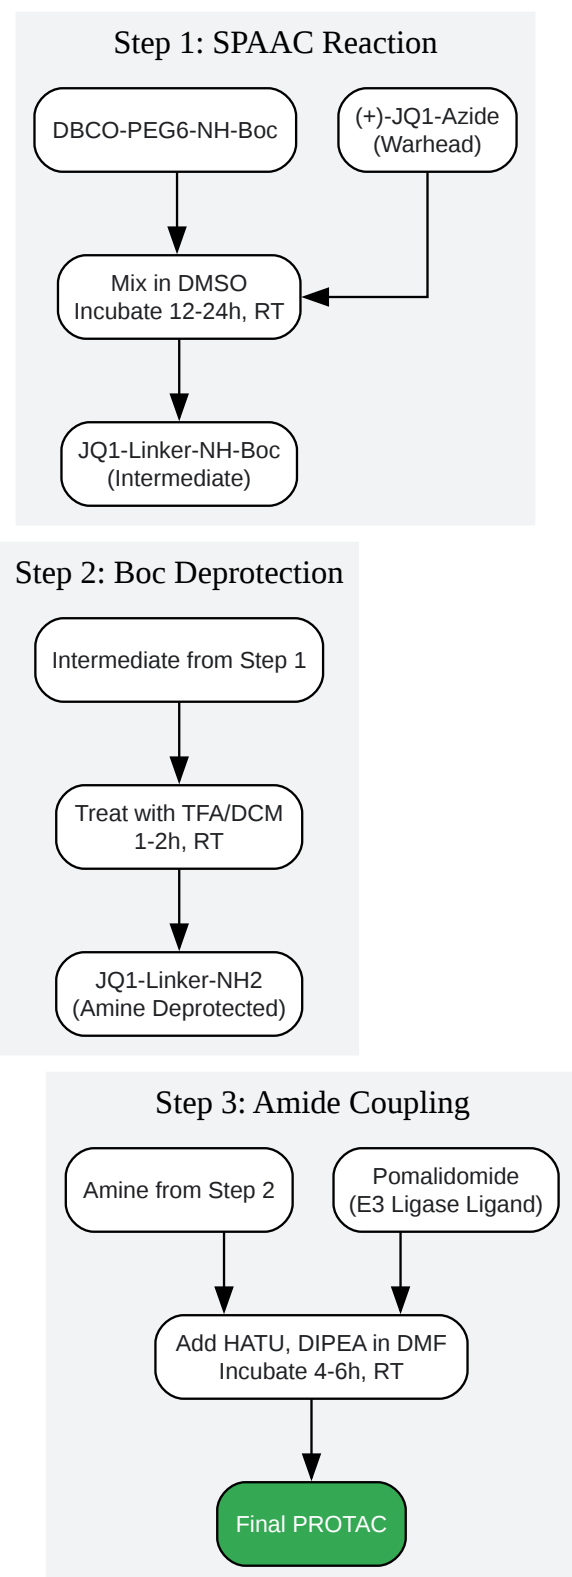 Step 1: SPAAC Reaction
DBCO-PEG6-NH-Boc
(+)-JQ1-Azide
(Warhead)
Mix in DMSO
Incubate 12-24h, RT
JQ1-Linker-NH-Boc
(Intermediate)
Step 2: Boc Deprotection
Intermediate from Step 1
Treat with TFA/DCM
1-2h, RT
JQ1-Linker-NH2
(Amine Deprotected)
Step 3: Amide Coupling
Amine from Step 2
Pomalidomide
(E3 Ligase Ligand)
Add HATU, DIPEA in DMF
Incubate 4-6h, RT
Final PROTAC